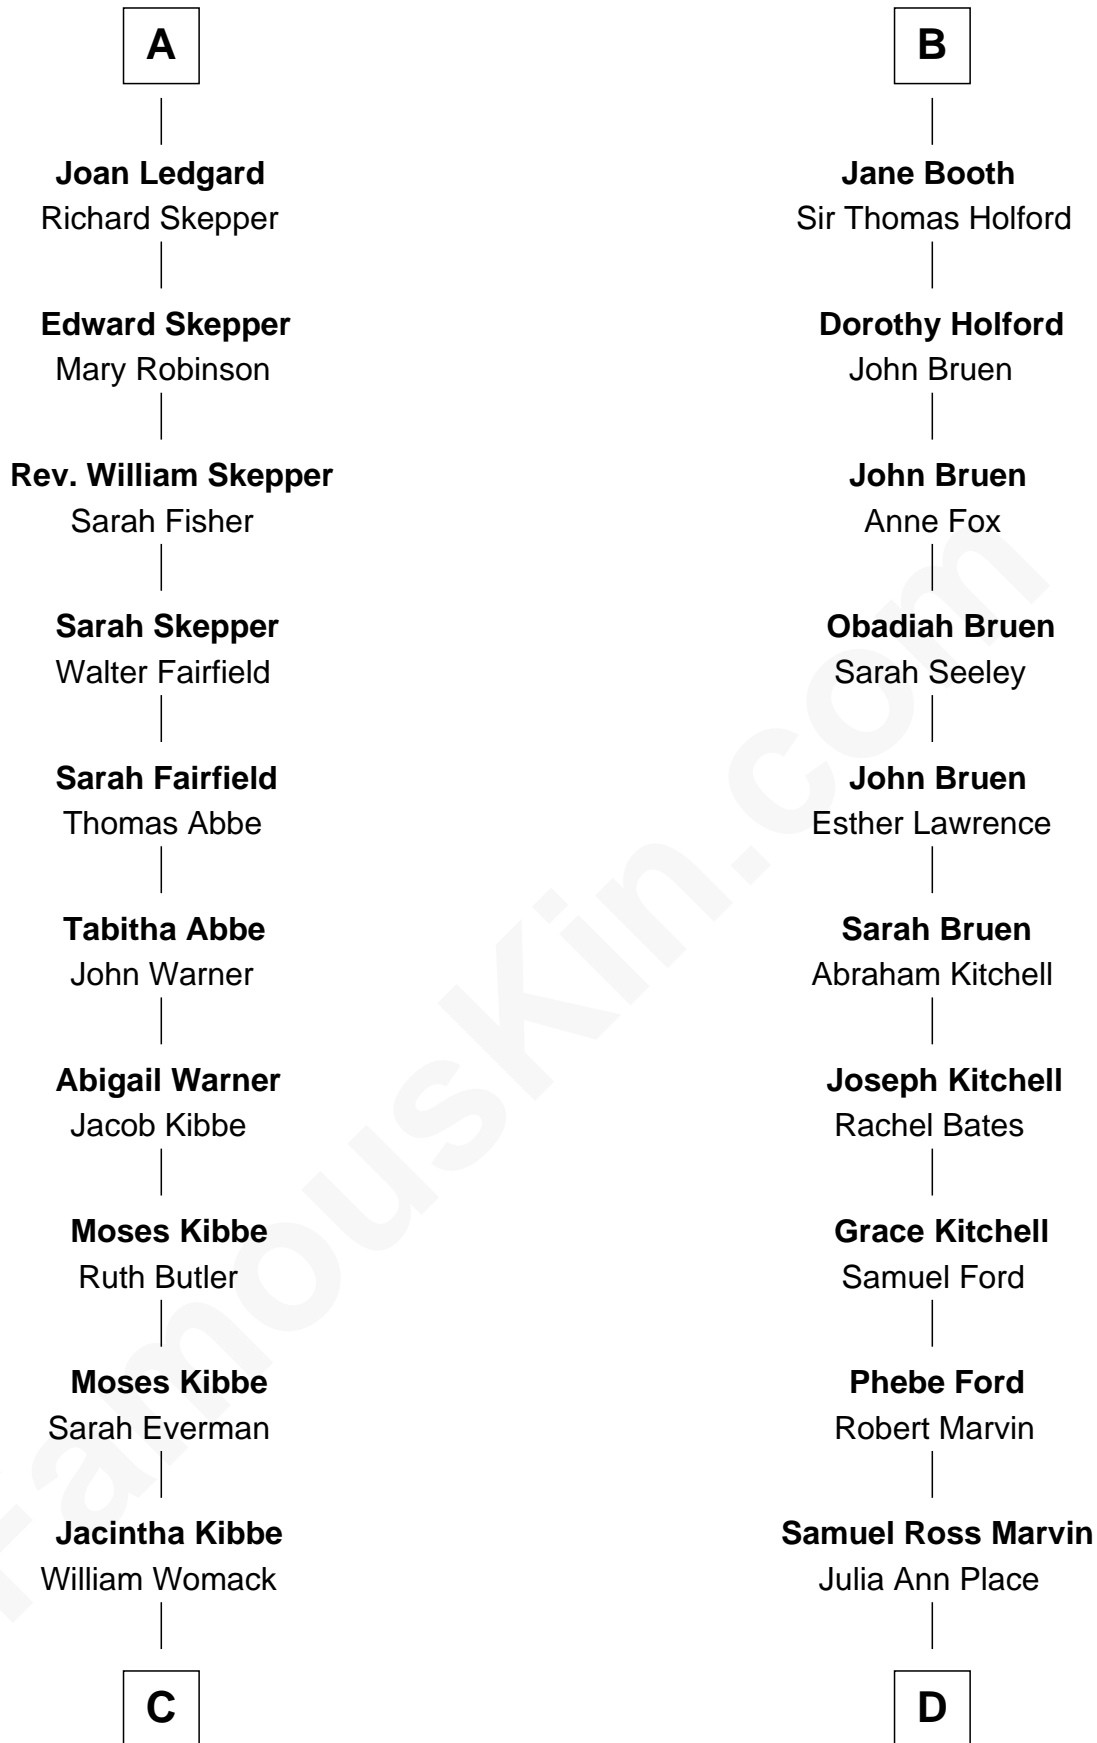 A
Joan Ledgard
Richard Skepper
Edward Skepper
Mary Robinson
Rev. William Skepper
Sarah Fisher
Sarah Skepper
Walter Fairfield
Sarah Fairfield
Thomas Abbe
Tabitha Abbe
John Warner
Abigail Warner
Jacob Kibbe
Moses Kibbe
Ruth Butler
Moses Kibbe
Sarah Everman
Jacintha Kibbe
William Womack
C
B
Jane Booth
Sir Thomas Holford
Dorothy Holford
John Bruen
John Bruen
Anne Fox
Obadiah Bruen
Sarah Seeley
John Bruen
Esther Lawrence
Sarah Bruen
Abraham Kitchell
Joseph Kitchell
Rachel Bates
Grace Kitchell
Samuel Ford
Phebe Ford
Robert Marvin
Samuel Ross Marvin
Julia Ann Place
D
FamousKin.com